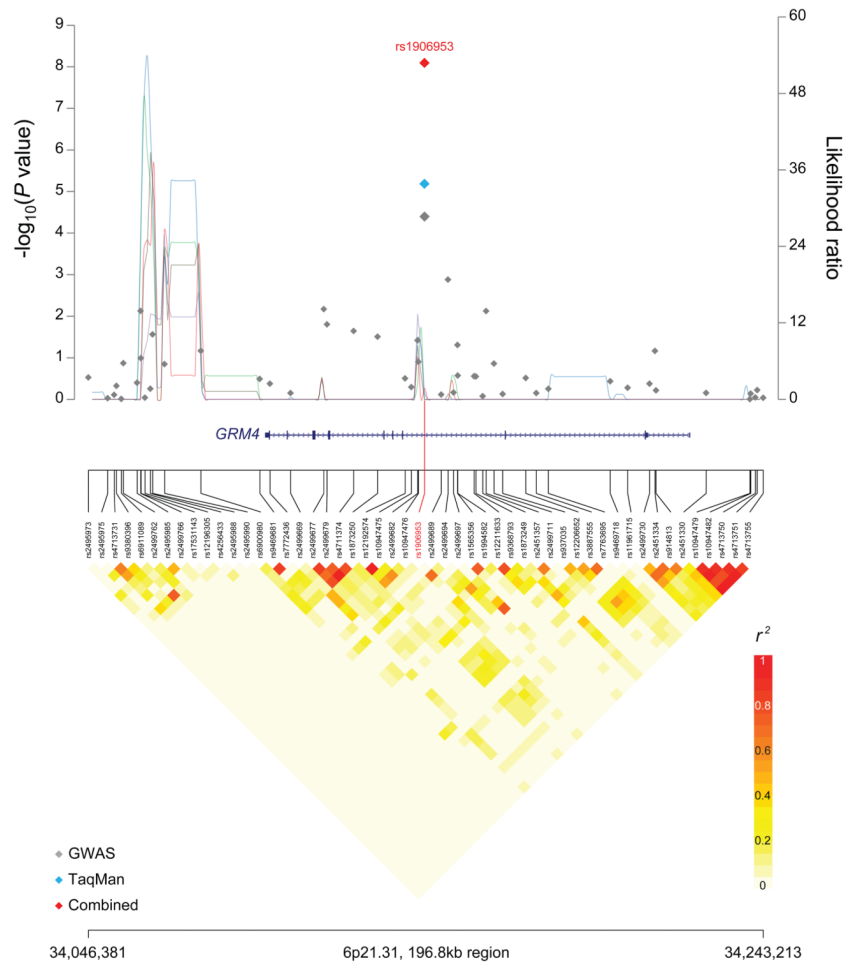 9
8
7
6
5
4
3
2
1
0
-log10(P value)
60
48
36
24
12
0
Likelihood ratio
rs1906953
GRM4
rs2495973
rs2495975
rs4713731
rs9380396
rs6911089
rs2499762
rs2495985
rs2499766
rs17531143
rs12196305
rs4256433
rs2495988
rs2495990
rs6900980
rs9469681
rs7772436
rs2499669
rs2499677
rs2499679
rs4711374
rs1873250
rs12192574
rs10947475
rs2499682
rs10947476
rs1906953
rs2499689
rs2499694
rs2499697
rs1565356
rs1994582
rs12211633
rs9368793
rs1873249
rs2451357
rs2499711
rs937035
rs12206652
rs3887555
rs7763695
rs9469718
rs11961715
rs2499730
rs2451334
rs914813
rs2451330
rs10947479
rs10947482
rs4713750
rs4713751
rs4713755
r2
1
0.8
0.6
0.4
0.2
0
GWAS
TaqMan
Combined
34,046,381
6p21.31, 196.8kb region
34,243,213